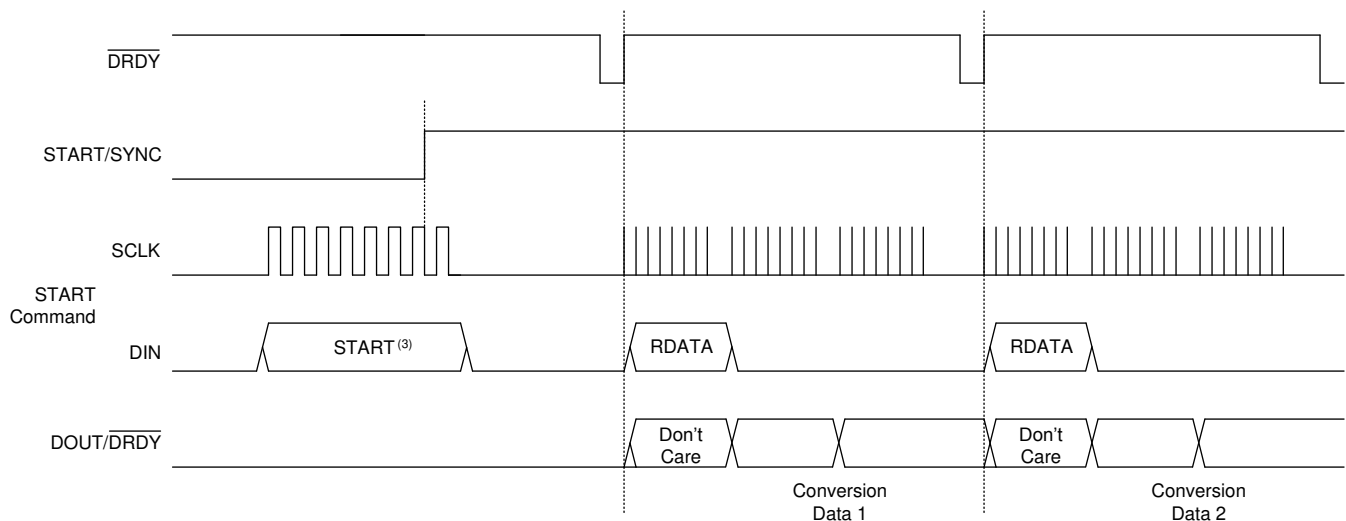 DRDY
START/SYNC
SCLK
START
Command
DIN
START (3)
RDATA
RDATA
DOUT/DRDY
Don't
Care
Don't
Care
Conversion
Data 1
Conversion
Data 2